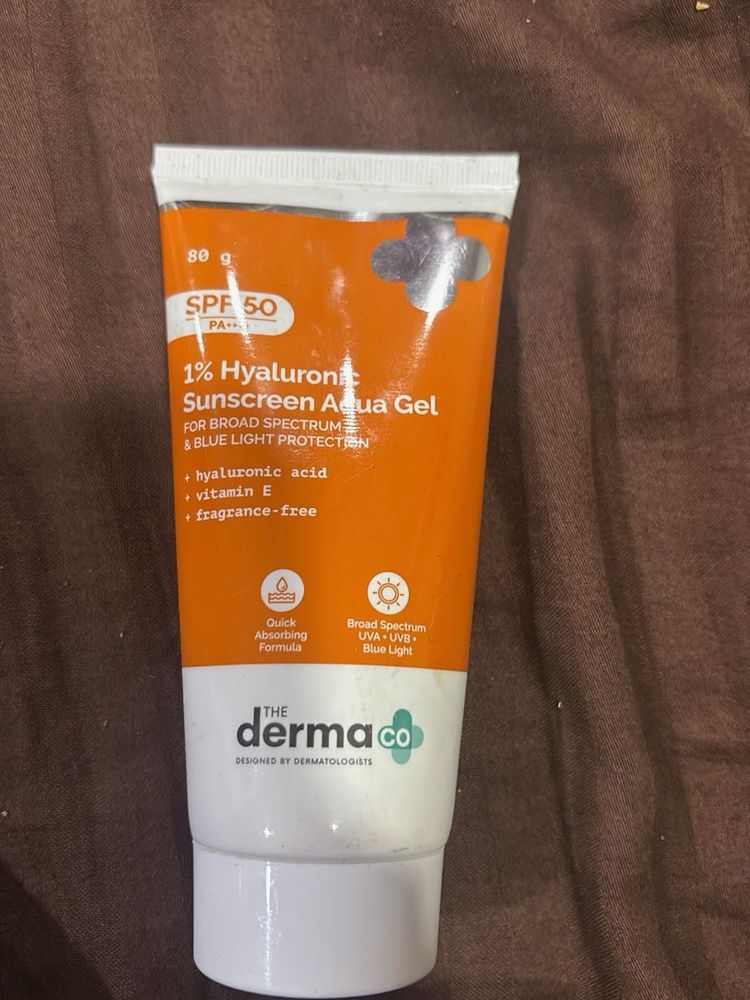 80 g
SPF 50
1% Hyaluronic
Sunscreen Aqua Gel
FOR BROAD SPECTRUM
& BLUE LIGHT PROTECTION
+ hyaluronic acid
+ vitamin E
+ fragrance-free
Quick
Absorbing
Formula
Broad Spectrum
UVA + UVB +
Blue Light
THE
derma co
DESIGNED BY DERMATOLOGISTS